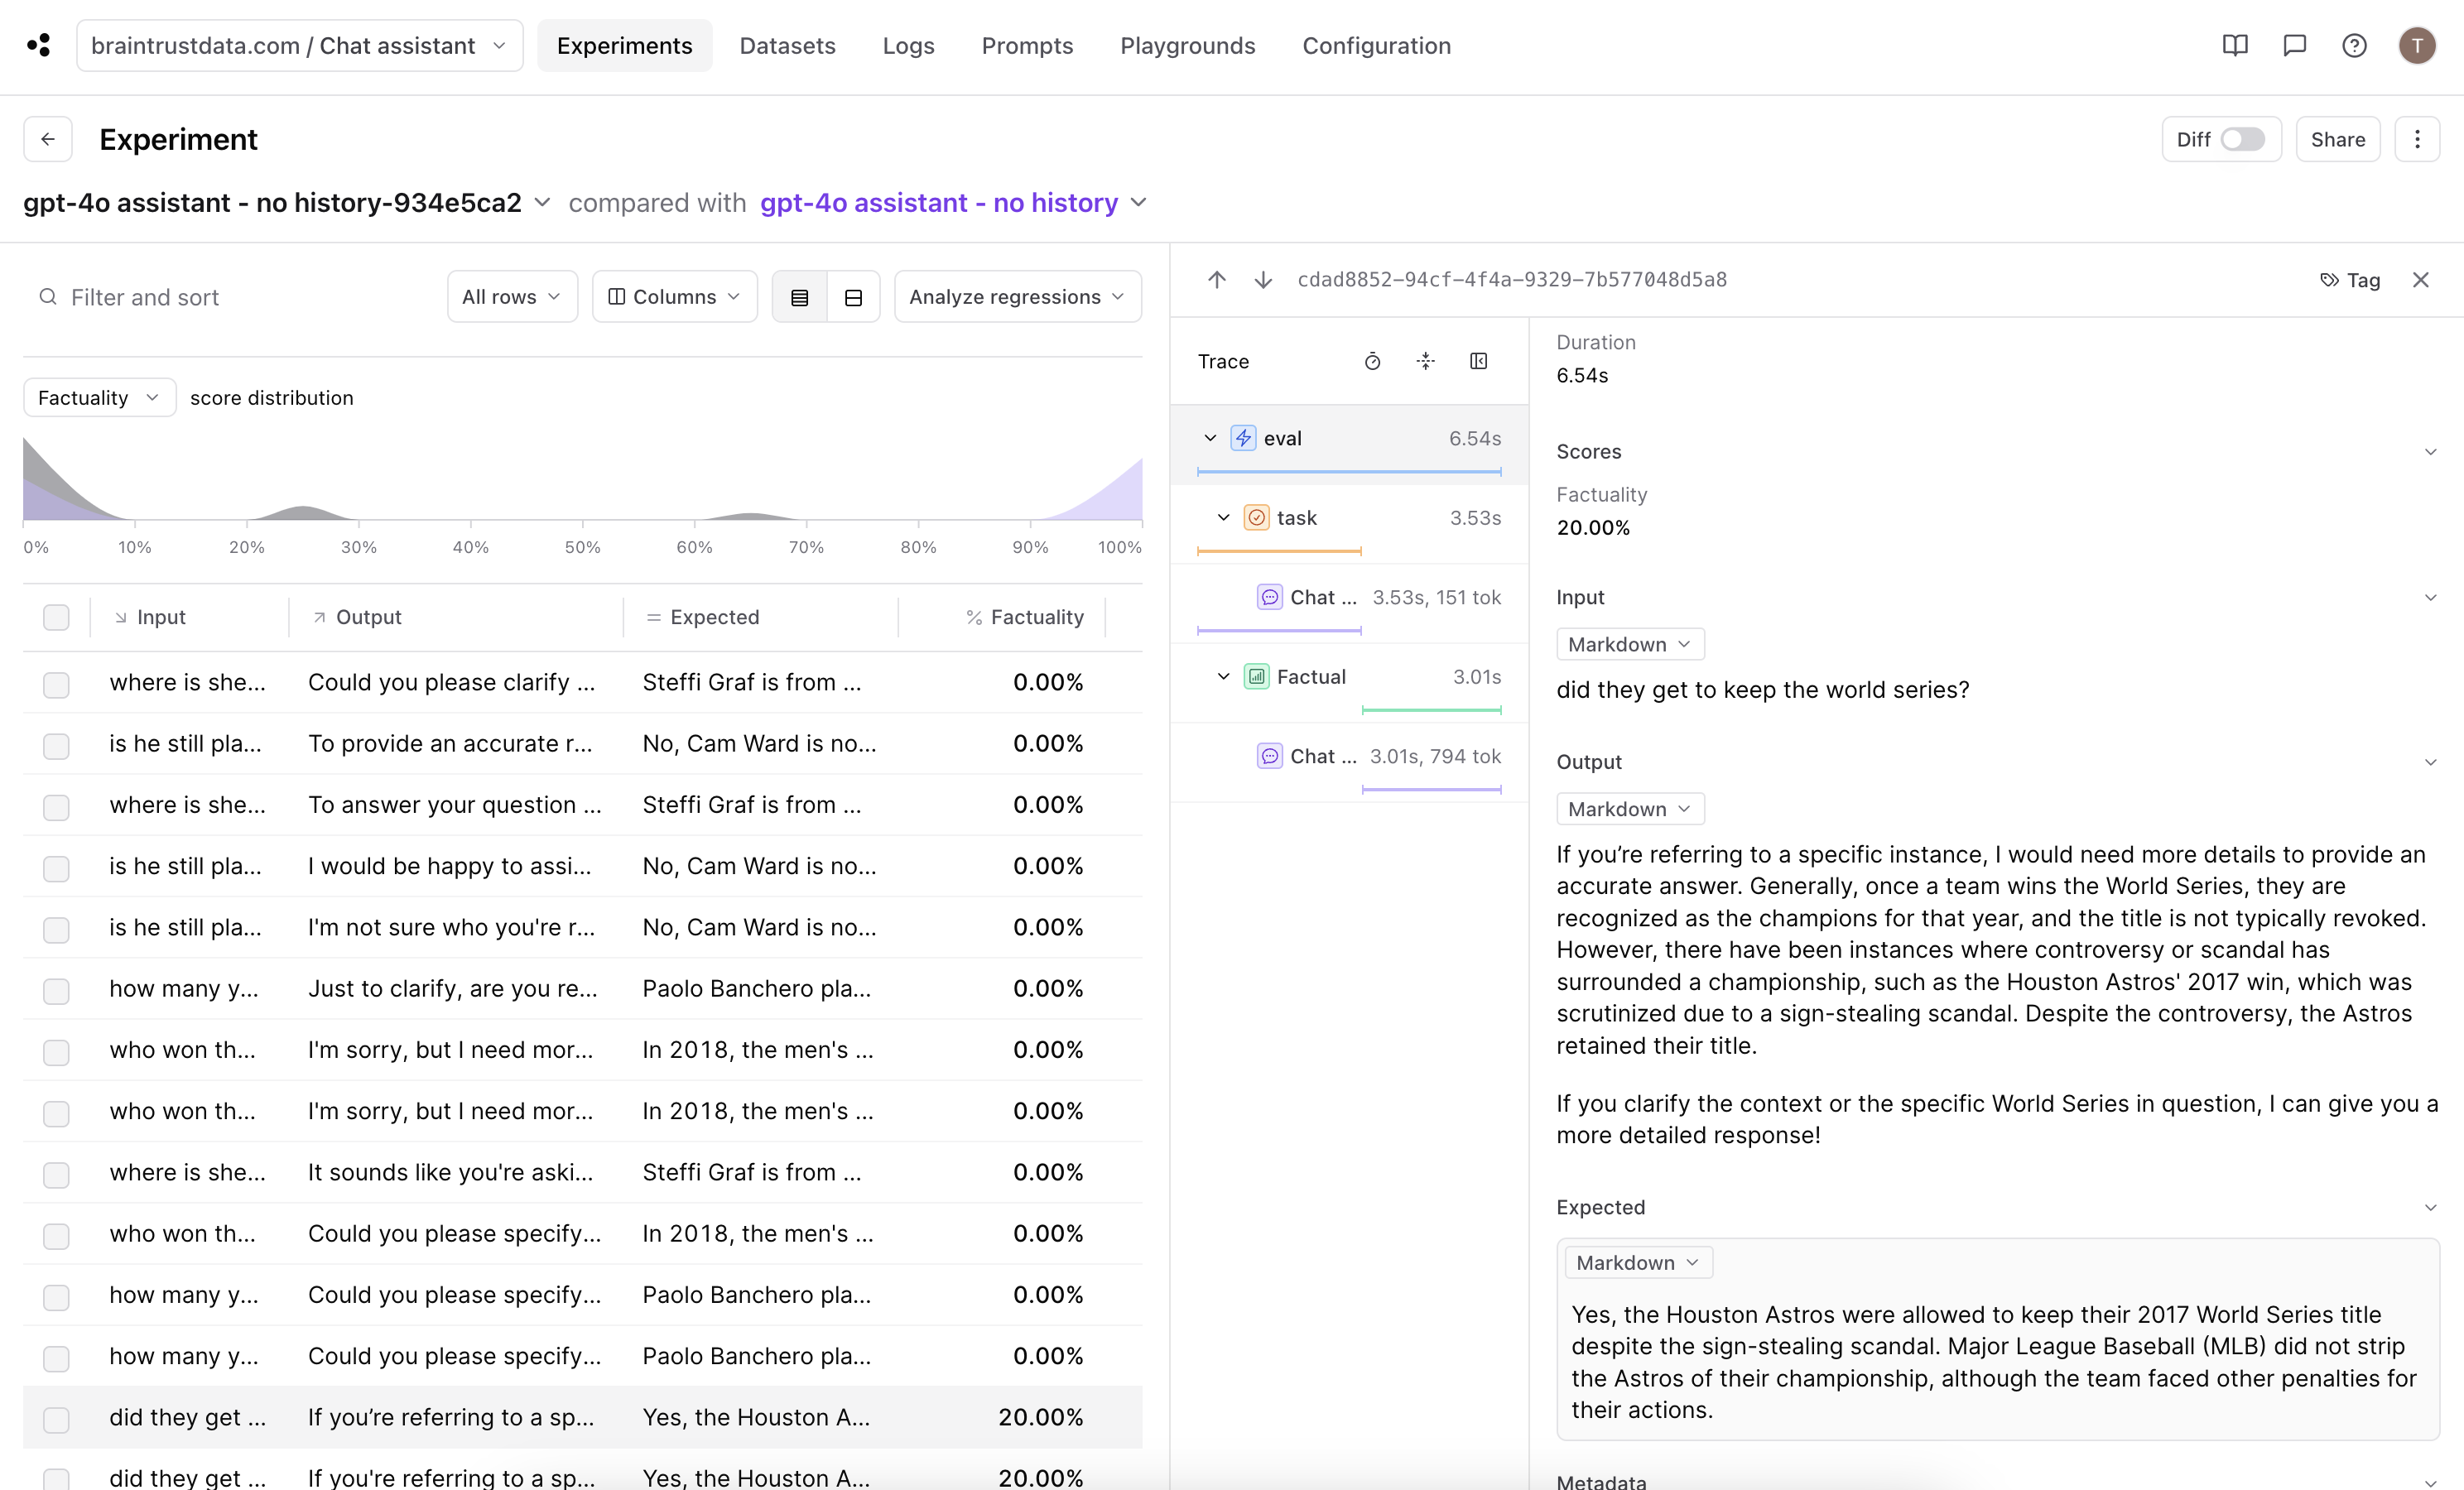 braintrustdata.com / Chat assistant
Experiments
Datasets
Logs
Prompts
Playgrounds
Configuration
T
Experiment
Diff
Share
gpt-4o assistant - no history-934e5ca2 compared with gpt-4o assistant - no history
Filter and sort
All rows
Columns
Analyze regressions
Factuality score distribution
0% 10% 20% 30% 40% 50% 60% 70% 80% 90% 100%
Input Output Expected % Factuality
where is she... Could you please clarify ... Steffi Graf is from ... 0.00%
is he still pla... To provide an accurate r... No, Cam Ward is no... 0.00%
where is she... To answer your question ... Steffi Graf is from ... 0.00%
is he still pla... I would be happy to assi... No, Cam Ward is no... 0.00%
is he still pla... I'm not sure who you're r... No, Cam Ward is no... 0.00%
how many y... Just to clarify, are you re... Paolo Banchero pla... 0.00%
who won th... I'm sorry, but I need mor... In 2018, the men's ... 0.00%
who won th... I'm sorry, but I need mor... In 2018, the men's ... 0.00%
where is she... It sounds like you're aski... Steffi Graf is from ... 0.00%
who won th... Could you please specify... In 2018, the men's ... 0.00%
how many y... Could you please specify... Paolo Banchero pla... 0.00%
how many y... Could you please specify... Paolo Banchero pla... 0.00%
did they get ... If you’re referring to a sp... Yes, the Houston A... 20.00%
did they get ... If you're referring to a sp... Yes, the Houston A... 20.00%
cdad8852-94cf-4f4a-9329-7b577048d5a8
Tag
Trace
eval 6.54s
task 3.53s
Chat ... 3.53s, 151 tok
Factual 3.01s
Chat ... 3.01s, 794 tok
Duration
6.54s
Scores
Factuality
20.00%
Input
Markdown
did they get to keep the world series?
Output
Markdown
If you’re referring to a specific instance, I would need more details to provide an
accurate answer. Generally, once a team wins the World Series, they are
recognized as the champions for that year, and the title is not typically revoked.
However, there have been instances where controversy or scandal has
surrounded a championship, such as the Houston Astros' 2017 win, which was
scrutinized due to a sign-stealing scandal. Despite the controversy, the Astros
retained their title.
If you clarify the context or the specific World Series in question, I can give you a
more detailed response!
Expected
Markdown
Yes, the Houston Astros were allowed to keep their 2017 World Series title
despite the sign-stealing scandal. Major League Baseball (MLB) did not strip
the Astros of their championship, although the team faced other penalties for
their actions.
Metadata